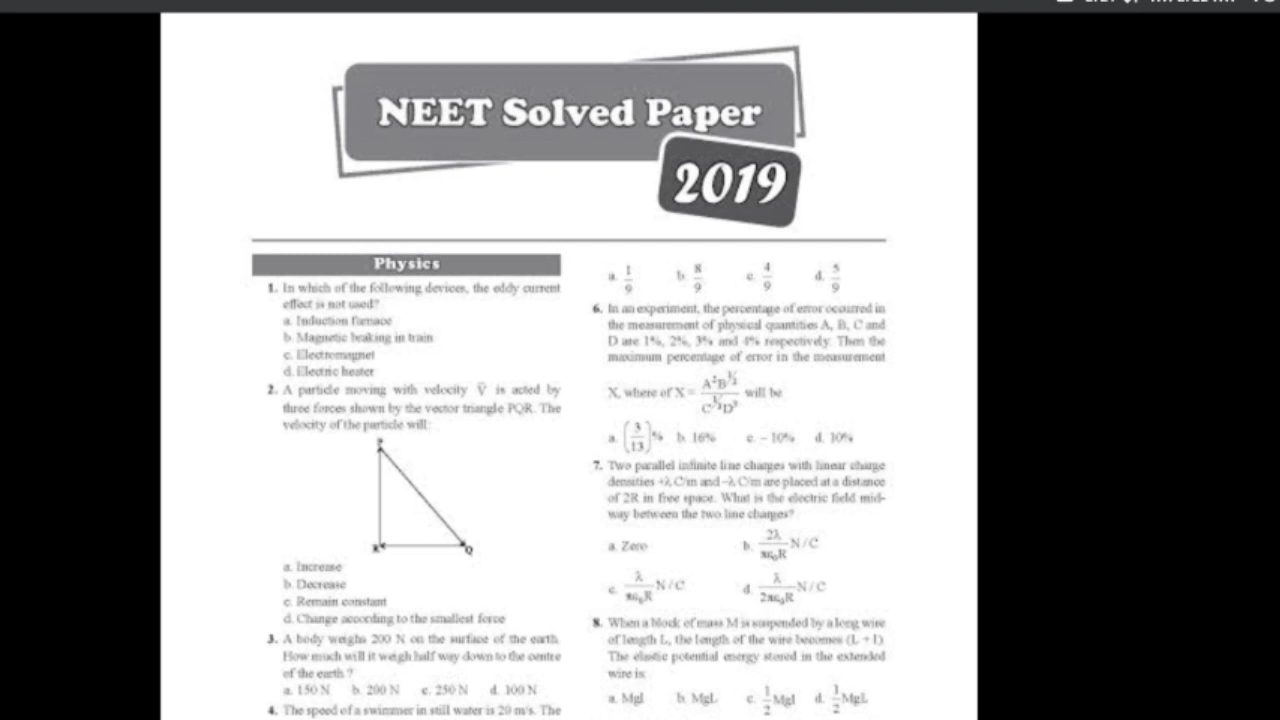 NEET Solved Paper
2019
Physics
1. In which of the following devices, the eddy current
effect is not used?
a. Induction furnace
b. Magnetic braking in train
c. Electromagnet
d. Electric heater
2. A particle moving with velocity V⃗ is acted by
three forces shown by the vector triangle PQR. The
velocity of the particle will:
P
R Q
a. Increase
b. Decrease
c. Remain constant
d. Change according to the smallest force
3. A body weighs 200 N on the surface of the earth.
How much will it weigh half way down to the centre
of the earth ?
a. 150 N b. 200 N c. 250 N d. 100 N
4. The speed of a swimmer in still water is 20 m/s. The
a. 1/9 b. 8/9 c. 4/9 d. 5/9
6. In an experiment, the percentage of error occurred in
the measurement of physical quantities A, B, C and
D are 1%, 2%, 3% and 4% respectively. Then the
maximum percentage of error in the measurement
X, where of X = A²B^½ / C^⅓D³ will be
a. (3/13)% b. 16% c. – 10% d. 10%
7. Two parallel infinite line charges with linear charge
densities +λ C/m and –λ C/m are placed at a distance
of 2R in free space. What is the electric field mid-
way between the two line charges?
a. Zero b. 2λ/πε₀R N/C
c. λ/πε₀R N/C d. λ/2πε₀R N/C
8. When a block of mass M is suspended by a long wire
of length L, the length of the wire becomes (L + l).
The elastic potential energy stored in the extended
wire is:
a. Mgl b. MgL c. 1/2 Mgl d. 1/2 MgL